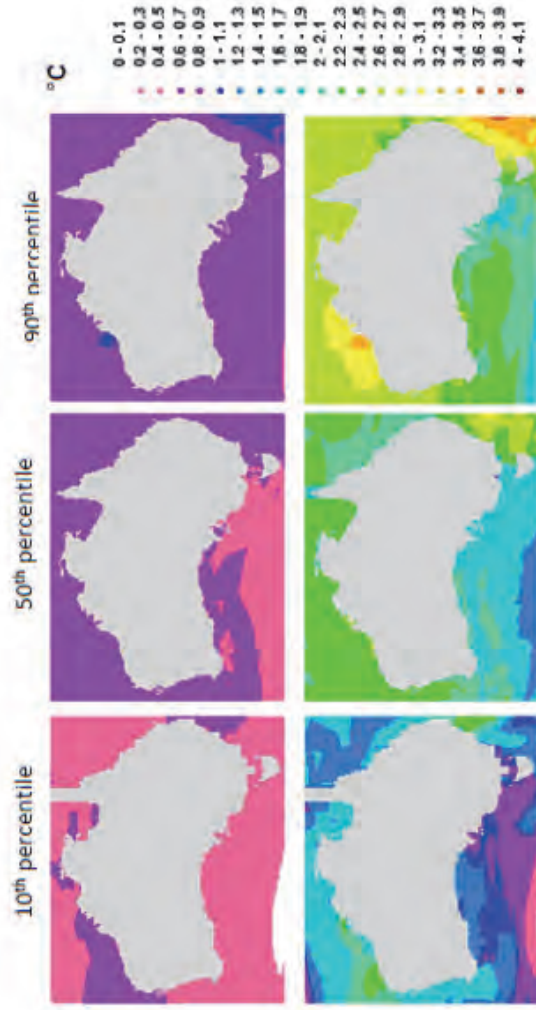 10th percentile
50th percentile
90th percentile
°C
0 - 0.1
0.2 - 0.3
0.4 - 0.5
0.6 - 0.7
0.8 - 0.9
1 - 1.1
1.2 - 1.3
1.4 - 1.5
1.6 - 1.7
1.8 - 1.9
2 - 2.1
2.2 - 2.3
2.4 - 2.5
2.6 - 2.7
2.8 - 2.9
3 - 3.1
3.2 - 3.3
3.4 - 3.5
3.6 - 3.7
3.8 - 3.9
4 - 4.1